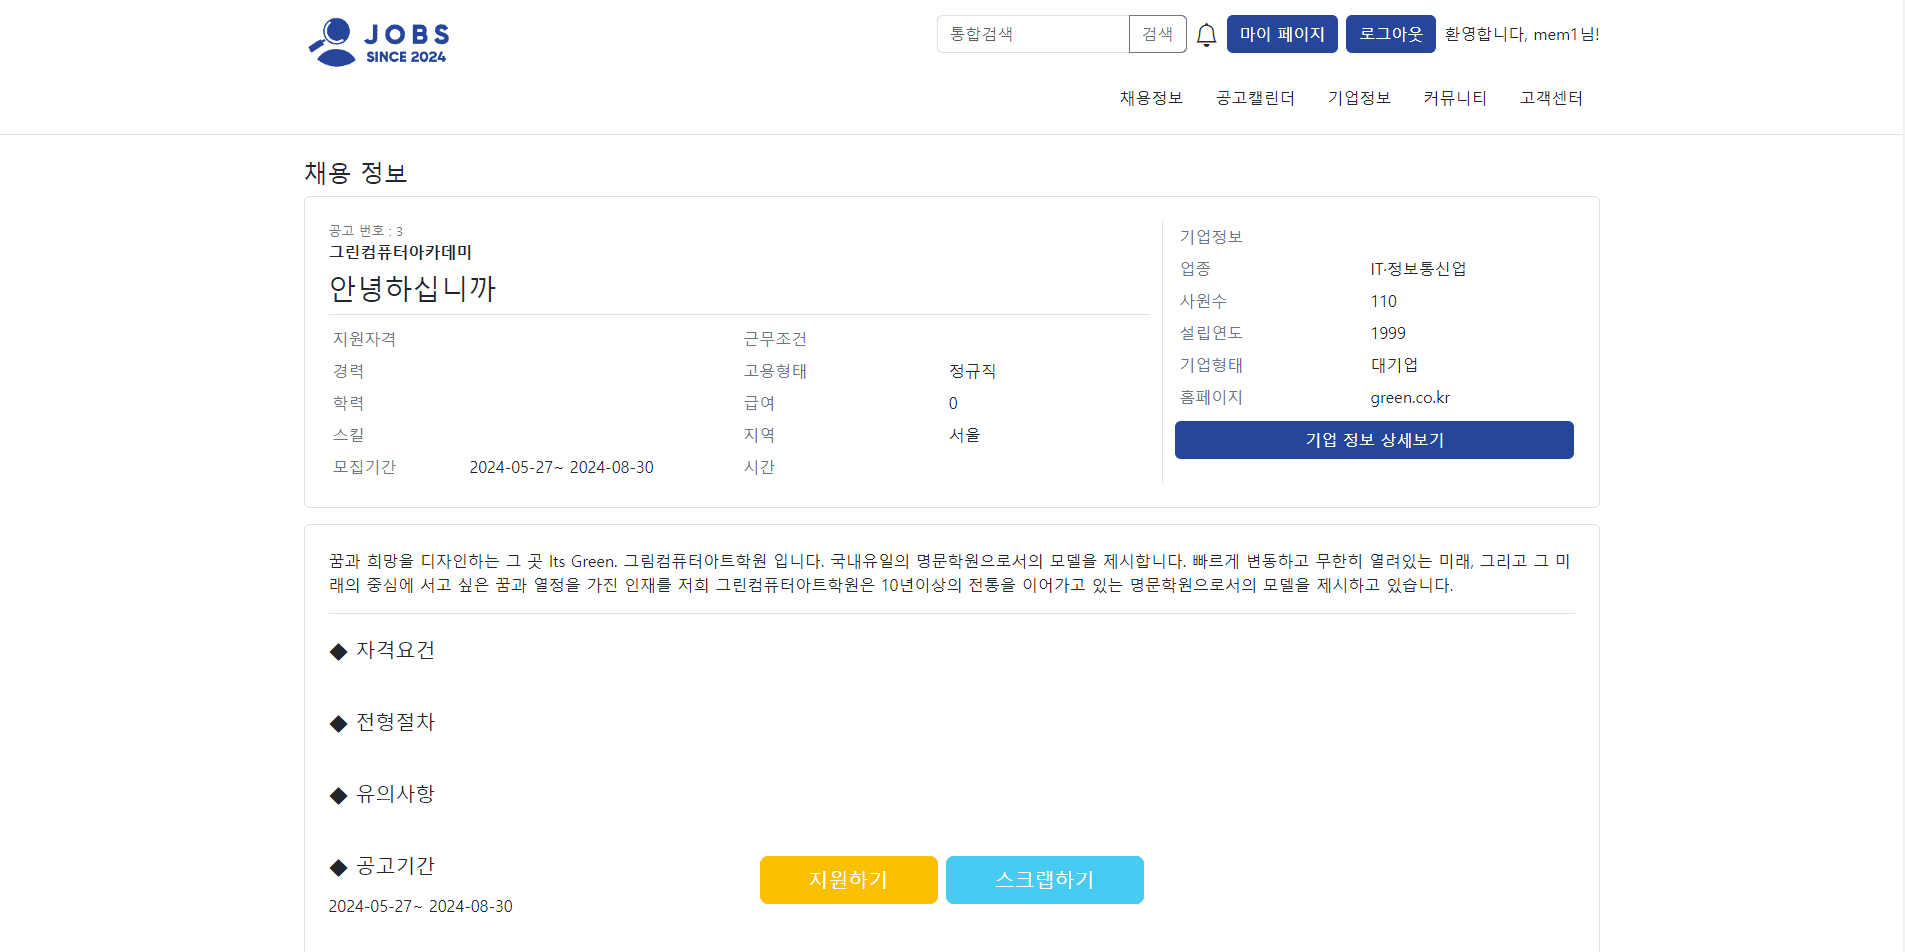 JOBS
SINCE 2024
통합검색
검색
마이 페이지
로그아웃
환영합니다, mem1님!
채용정보
공고캘린더
기업정보
커뮤니티
고객센터
채용 정보
공고 번호 : 3
그린컴퓨터아카데미
안녕하십니까
지원자격
경력
학력
스킬
모집기간 2024-05-27~ 2024-08-30
근무조건
고용형태 정규직
급여 0
지역 서울
시간
기업정보
업종 IT·정보통신업
사원수 110
설립연도 1999
기업형태 대기업
홈페이지 green.co.kr
기업 정보 상세보기
꿈과 희망을 디자인하는 그 곳 Its Green. 그림컴퓨터아트학원 입니다. 국내유일의 명문학원으로서의 모델을 제시합니다. 빠르게 변동하고 무한히 열려있는 미래, 그리고 그 미
래의 중심에 서고 싶은 꿈과 열정을 가진 인재를 저희 그린컴퓨터아트학원은 10년이상의 전통을 이어가고 있는 명문학원으로서의 모델을 제시하고 있습니다.
◆ 자격요건
◆ 전형절차
◆ 유의사항
◆ 공고기간
2024-05-27~ 2024-08-30
지원하기
스크랩하기